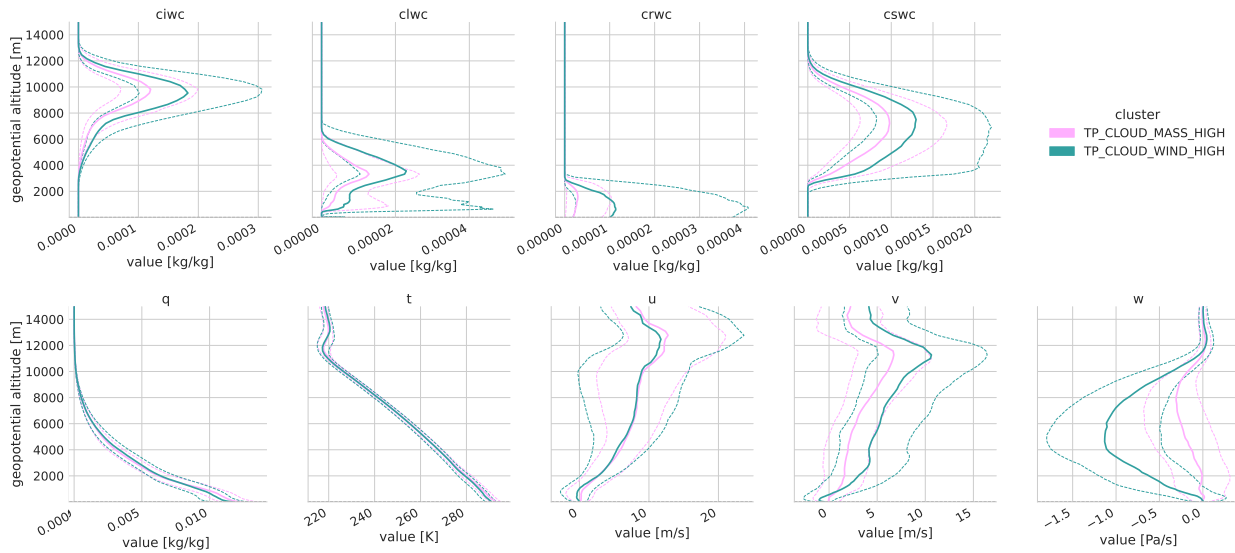 ciwc
clwc
crwc
cswc
geopotential altitude [m]
14000
12000
10000
8000
6000
4000
2000
0.0000 0.0001 0.0002 0.0003
value [kg/kg]
0.00000 0.00002 0.00004
value [kg/kg]
0.00000 0.00001 0.00002 0.00003 0.00004
value [kg/kg]
0.00000 0.00005 0.00010 0.00015 0.00020
value [kg/kg]
cluster
TP_CLOUD_MASS_HIGH
TP_CLOUD_WIND_HIGH
q
t
u
v
w
geopotential altitude [m]
14000
12000
10000
8000
6000
4000
2000
0.000 0.005 0.010
value [kg/kg]
220 240 260 280
value [K]
0 10 20
value [m/s]
0 5 10 15
value [m/s]
−1.5 −1.0 −0.5 0.0
value [Pa/s]